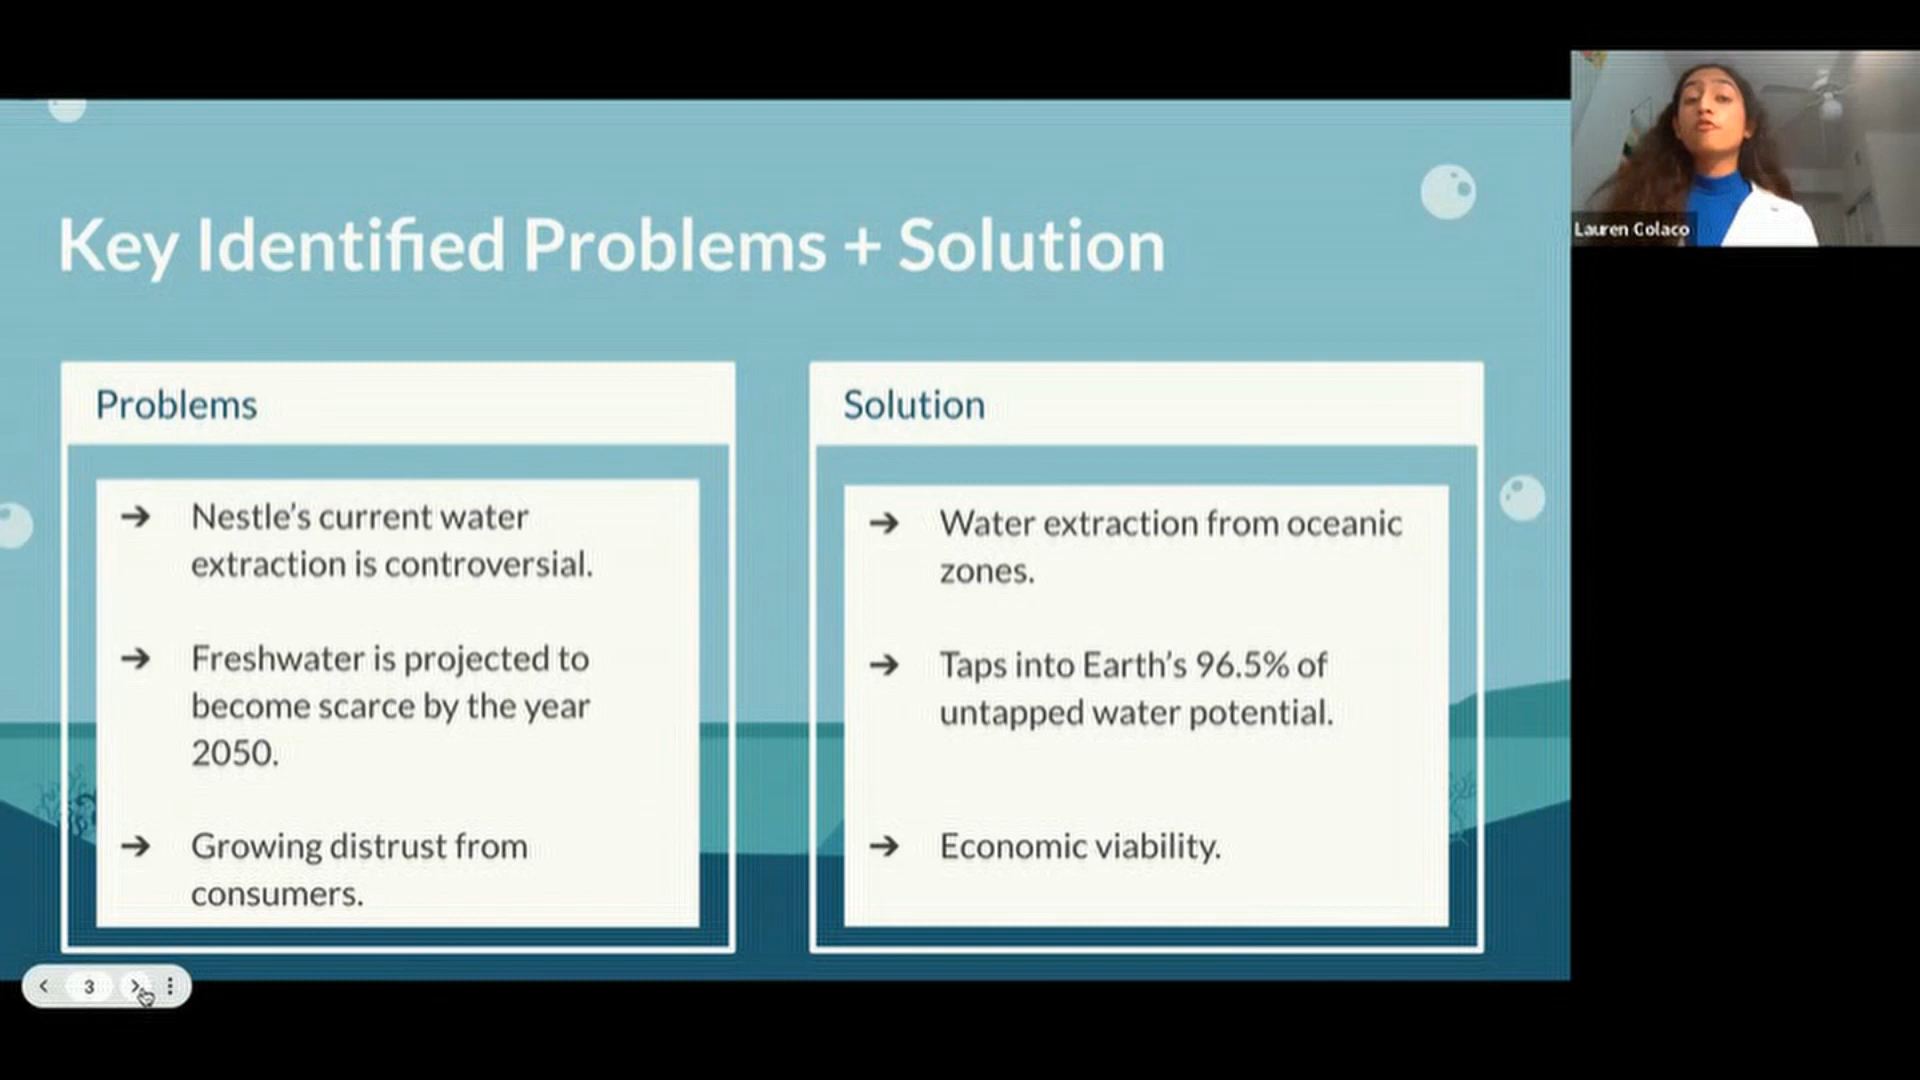 Key Identified Problems + Solution
Problems
➔ Nestle's current water
extraction is controversial.
➔ Freshwater is projected to
become scarce by the year
2050.
➔ Growing distrust from
consumers.
Solution
➔ Water extraction from oceanic
zones.
➔ Taps into Earth's 96.5% of
untapped water potential.
➔ Economic viability.
Lauren Colaco
3